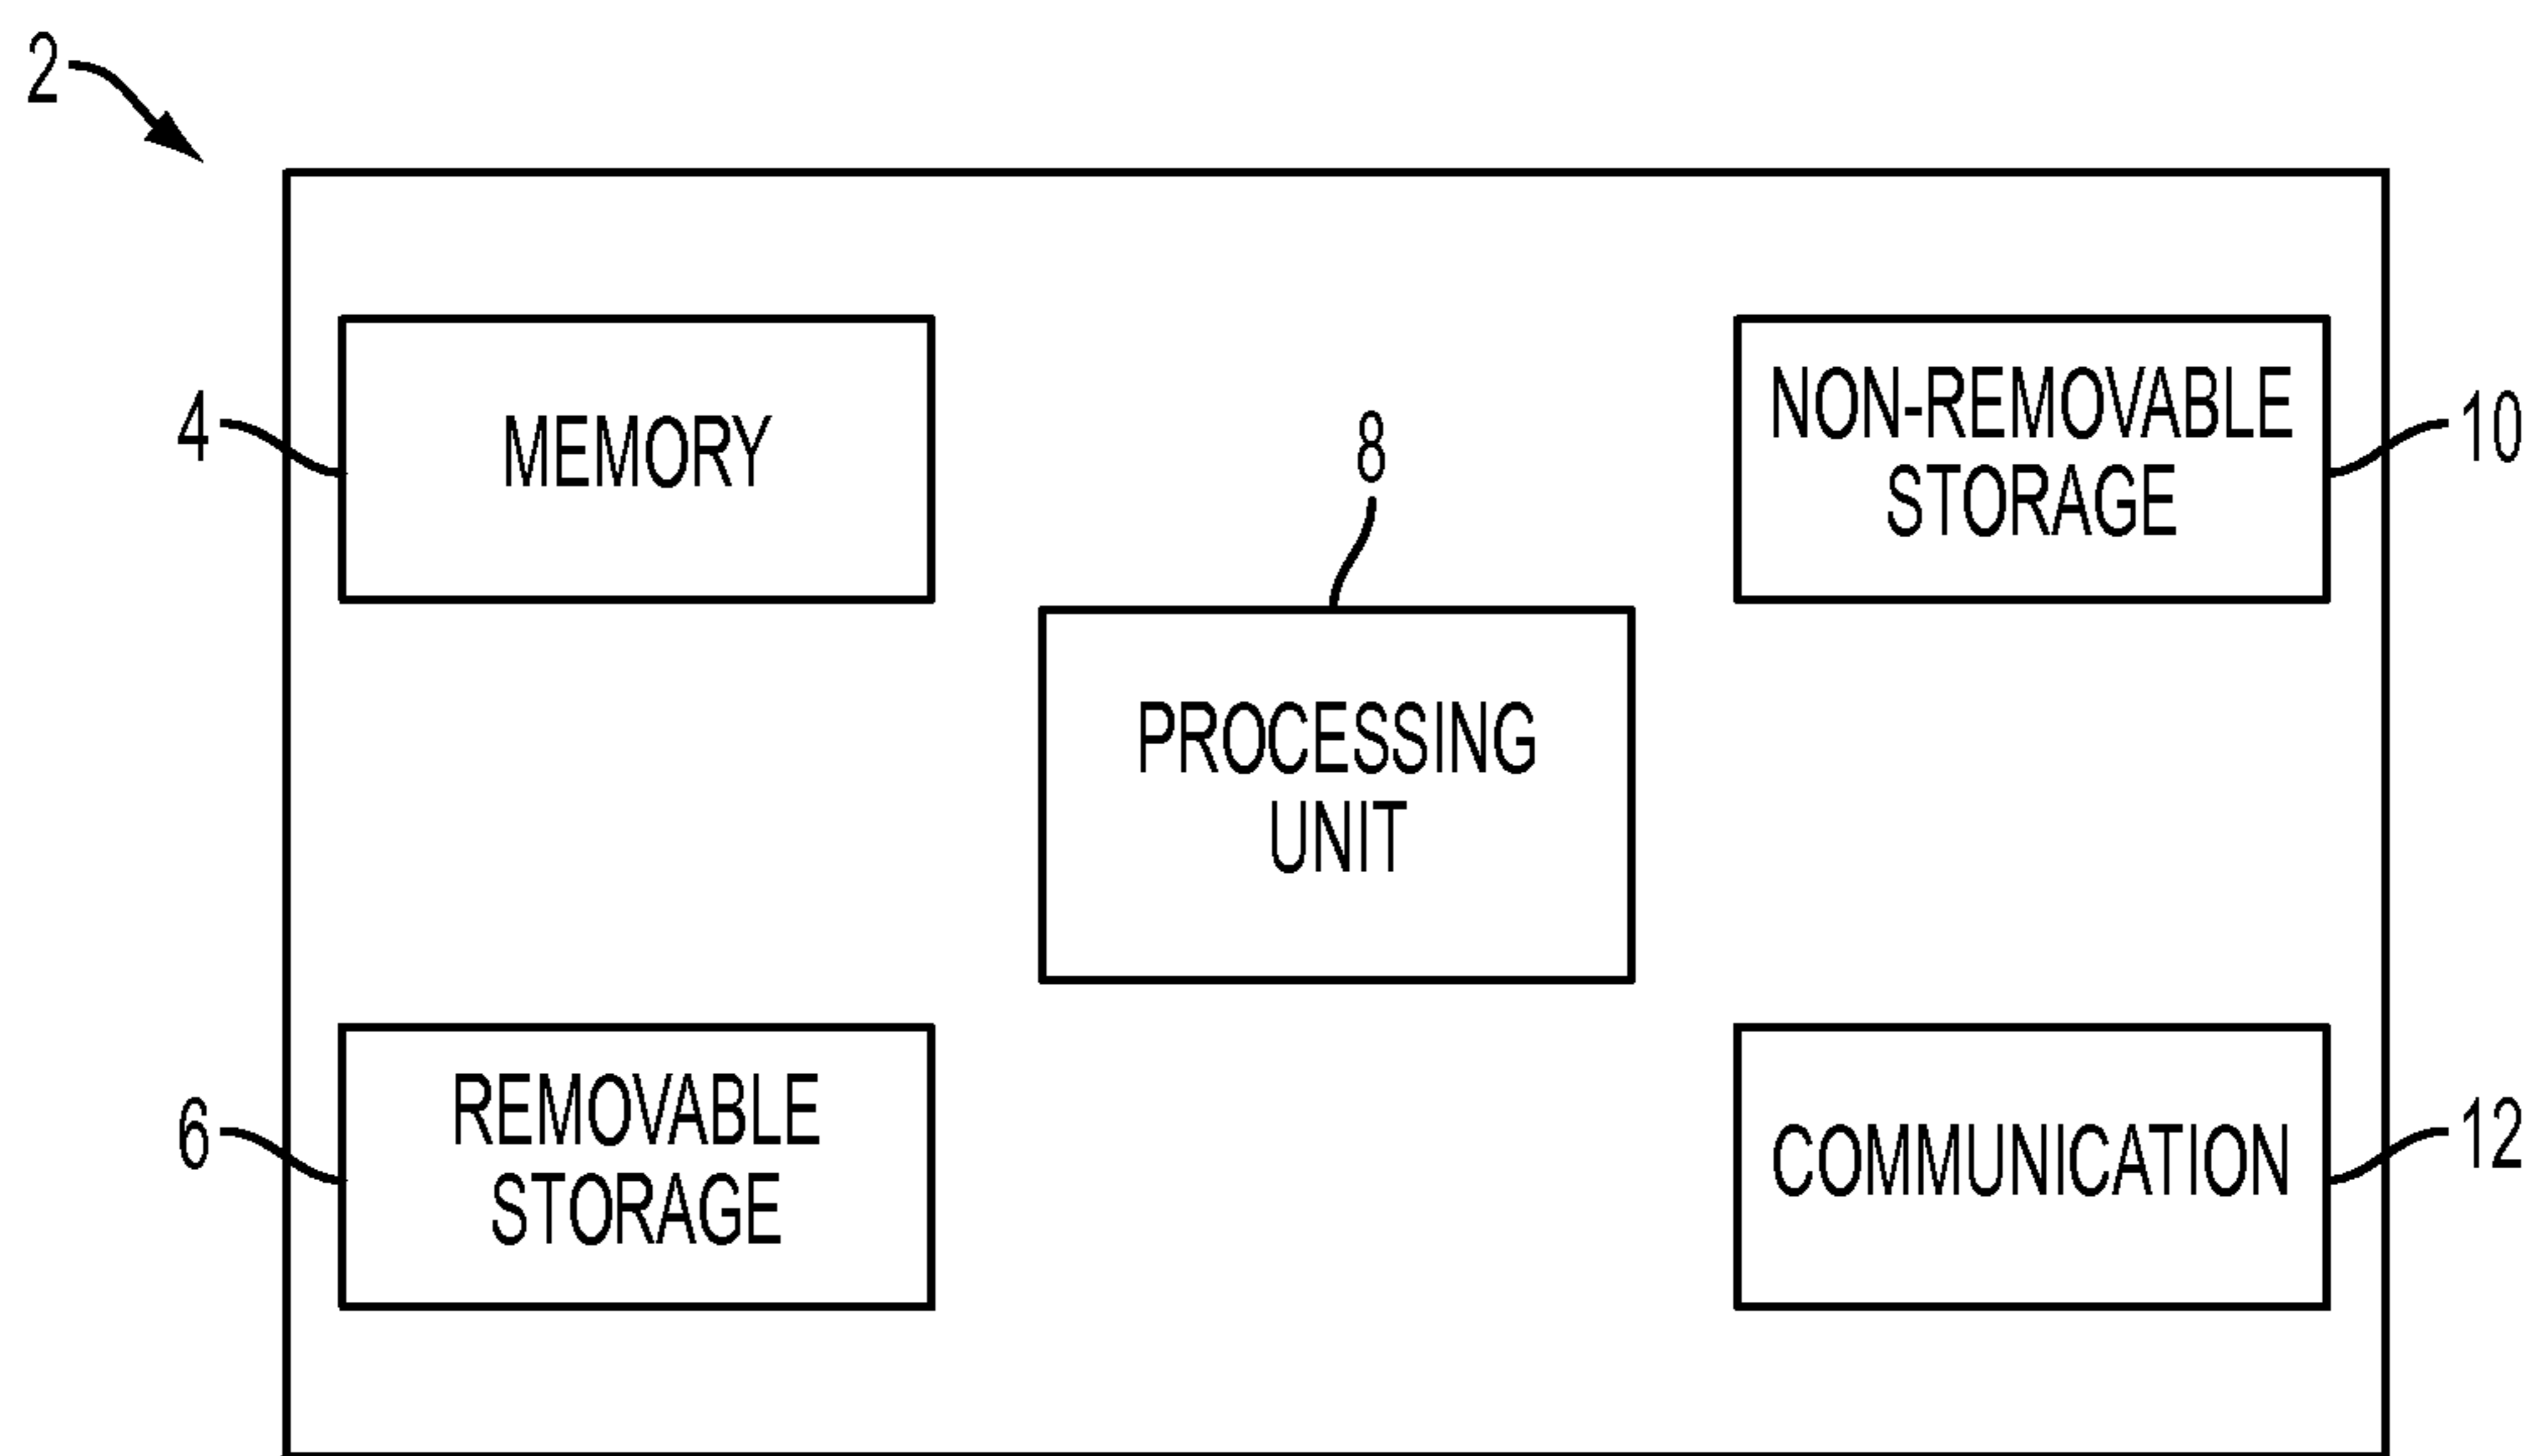 2
4
MEMORY
NON-REMOVABLE
STORAGE
10
8
PROCESSING
UNIT
6
REMOVABLE
STORAGE
COMMUNICATION
12